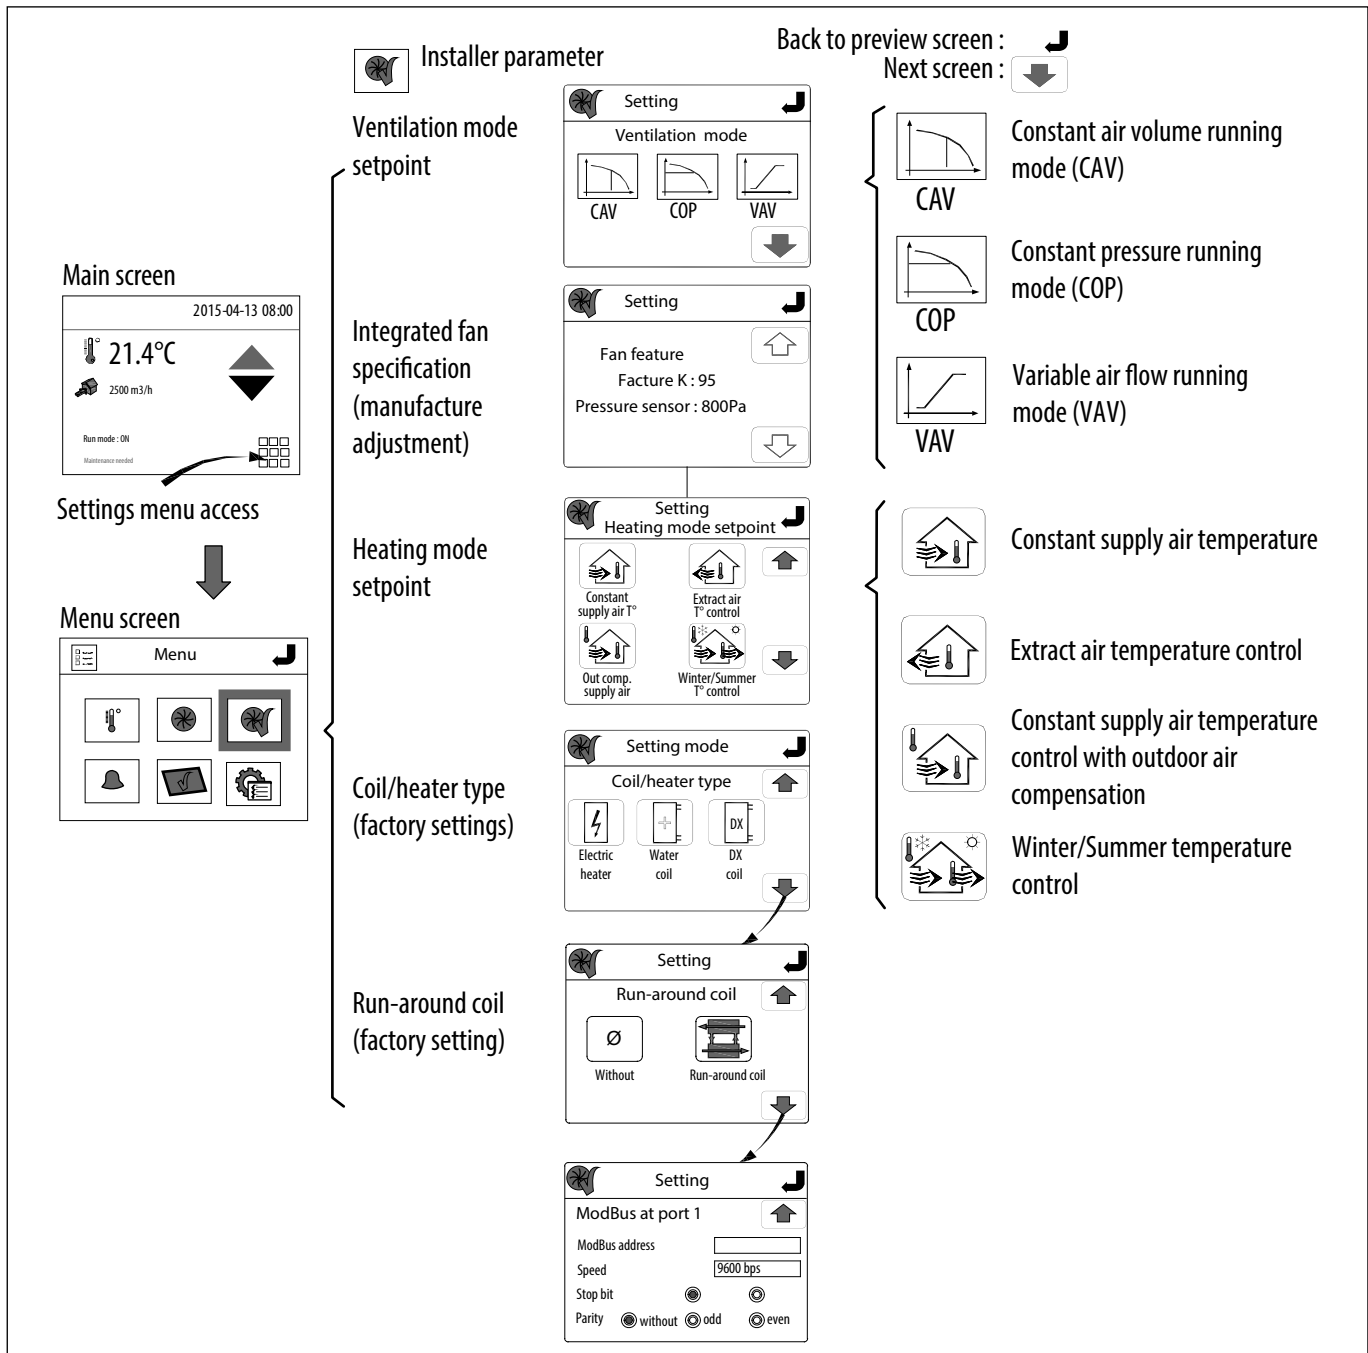 Installer parameter
Back to preview screen :
Next screen :
Ventilation mode
setpoint
Setting
Ventilation mode
CAV
COP
VAV
CAV
Constant air volume running
mode (CAV)
COP
Constant pressure running
mode (COP)
VAV
Variable air flow running
mode (VAV)
Main screen
2015-04-13 08:00
21.4°C
2500 m3/h
Run mode : ON
Maintenance needed
Settings menu access
Menu screen
Menu
Integrated fan
specification
(manufacture
adjustment)
Setting
Fan feature
Facture K : 95
Pressure sensor : 800Pa
Heating mode
setpoint
Setting
Heating mode setpoint
Constant
supply air T°
Extract air
T° control
Out comp.
supply air
Winter/Summer
T° control
Constant supply air temperature
Extract air temperature control
Constant supply air temperature
control with outdoor air
compensation
Winter/Summer temperature
control
Coil/heater type
(factory settings)
Setting mode
Coil/heater type
Electric
heater
Water
coil
DX
DX
coil
Run-around coil
(factory setting)
Setting
Run-around coil
Ø
Without
Run-around coil
Setting
ModBus at port 1
ModBus address
Speed
9600 bps
Stop bit
Parity
without
odd
even